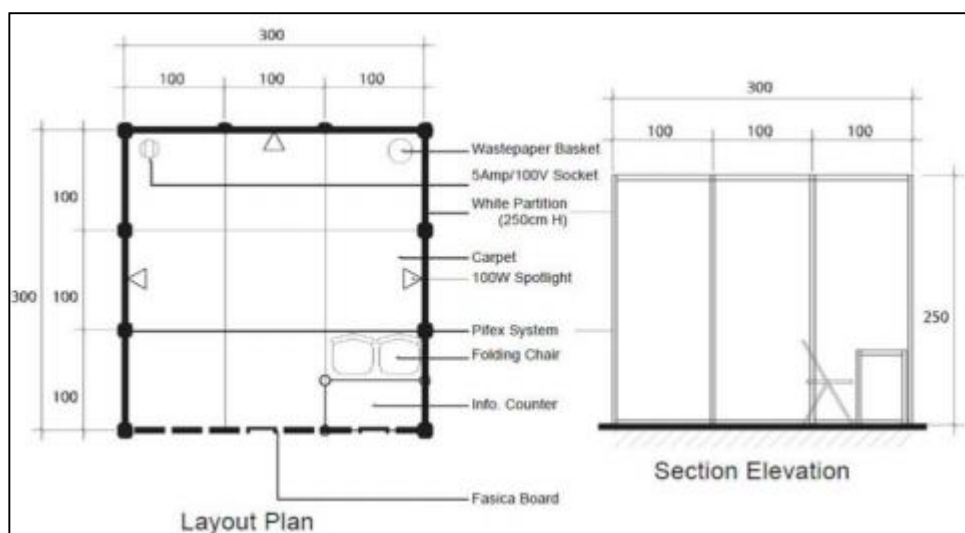 300
100 100 100
300
100
100
100
Wastepaper Basket
5Amp/100V Socket
White Partition
(250cm H)
Carpet
100W Spotlight
Pifex System
Folding Chair
Info. Counter
Fasica Board
Layout Plan
300
100 100 100
250
Section Elevation